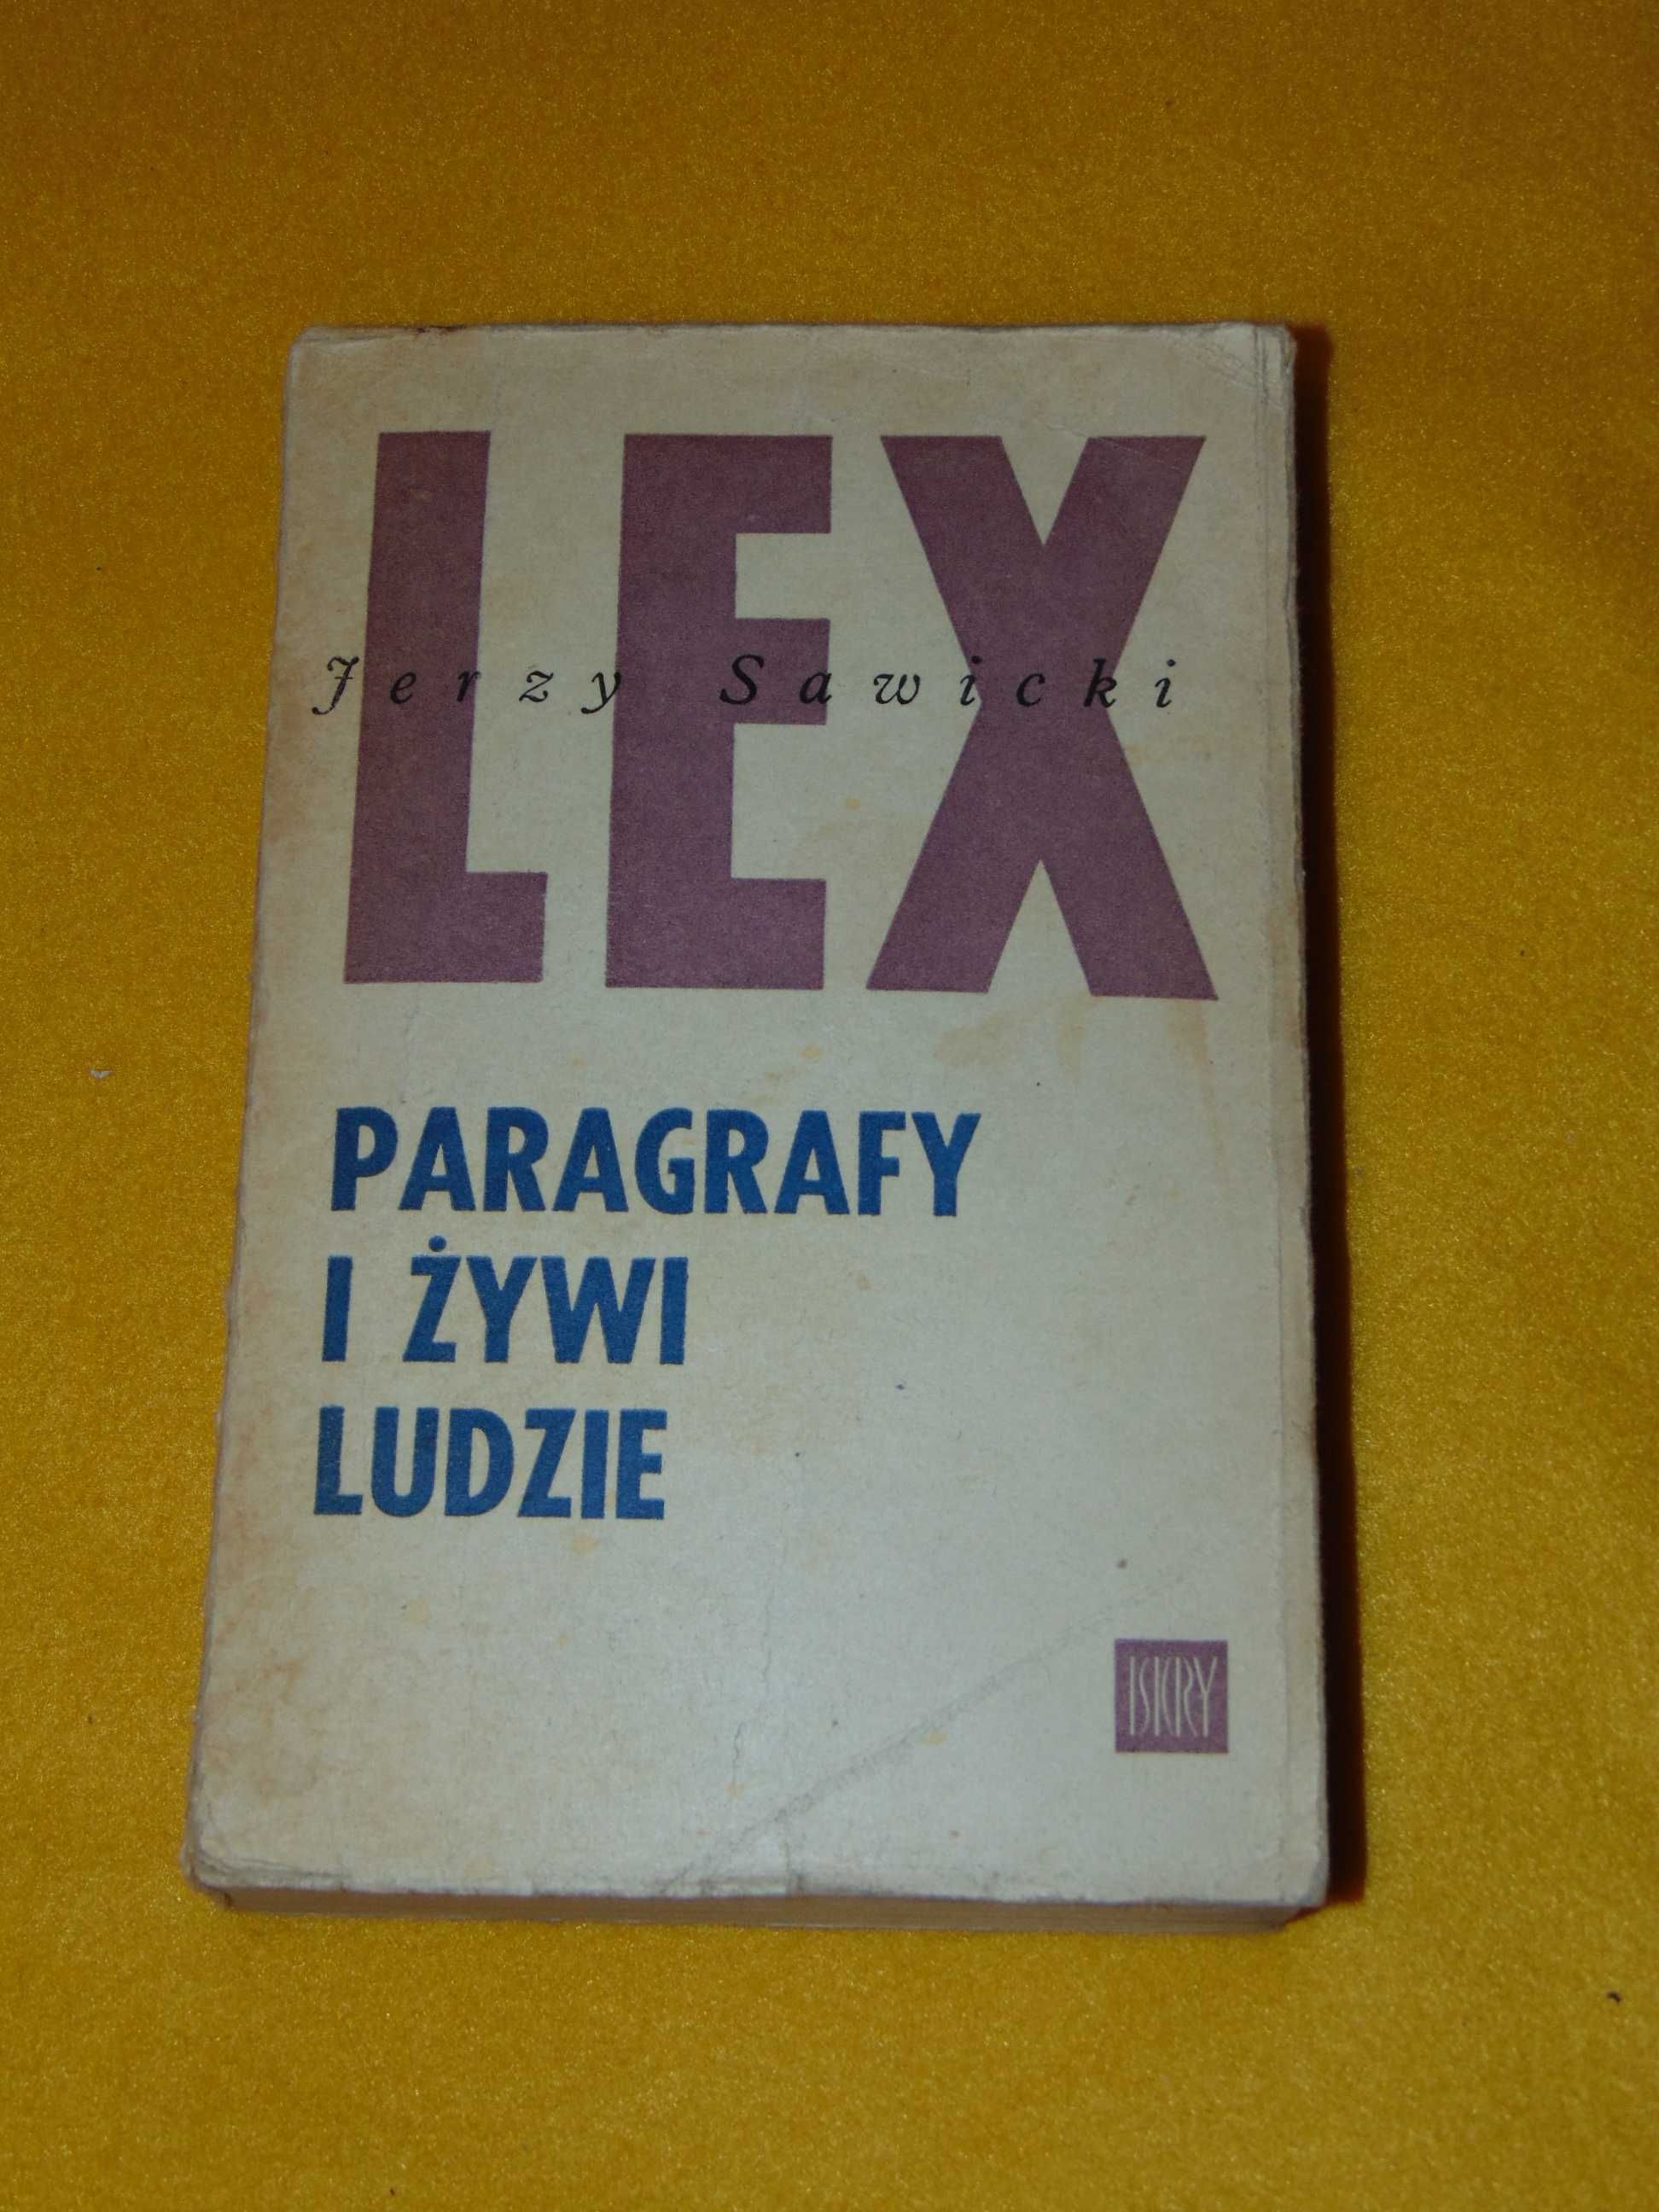 LEX
Jerzy Sawicki
PARAGRAFY
I ŻYWI
LUDZIE
ISKRY